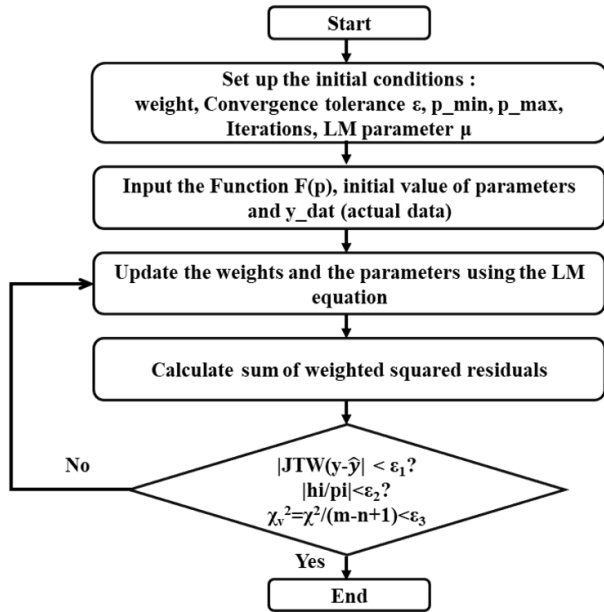 Start
Set up the initial conditions :
weight, Convergence tolerance ε, p_min, p_max,
Iterations, LM parameter μ
Input the Function F(p), initial value of parameters
and y_dat (actual data)
Update the weights and the parameters using the LM
equation
Calculate sum of weighted squared residuals
No
|JTW(y-ŷ| < ε₁?
|hi/pi|<ε₂?
χᵥ²=χ²/(m-n+1)<ε₃
Yes
End